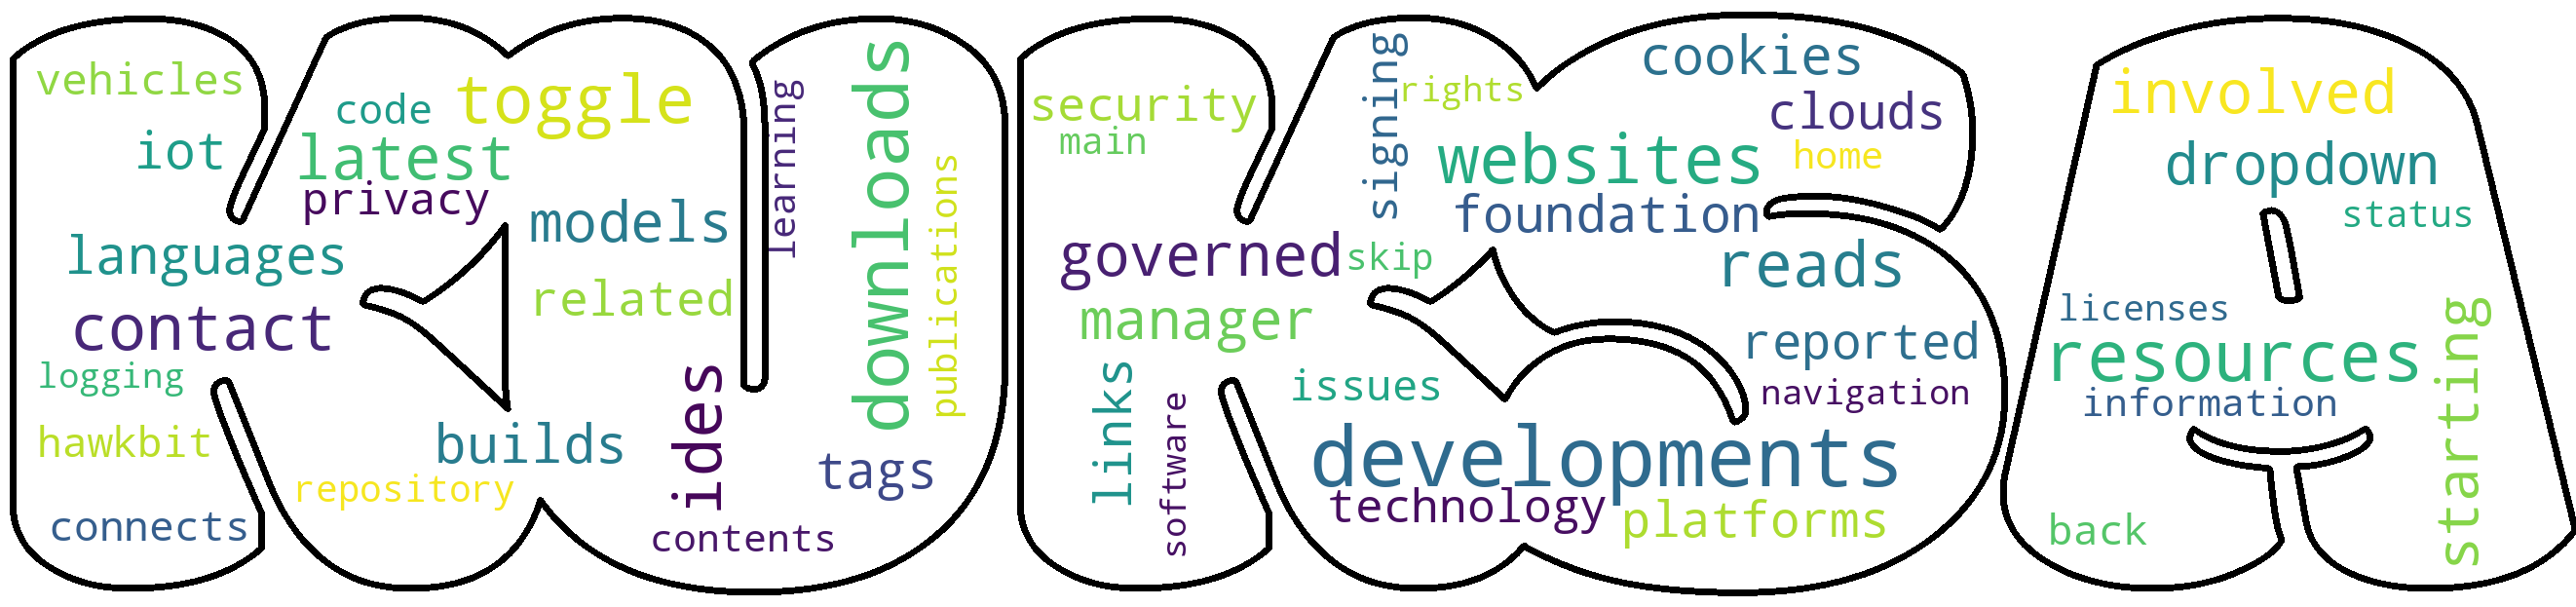 vehicles
iot
code
toggle
latest
privacy
languages
models
contact
related
logging
hawkbit
builds
repository
connects
ides
contents
learning
downloads
publications
tags
security
main
signing
rights
cookies
clouds
websites
home
foundation
governed
skip
reads
manager
reported
links
issues
navigation
software
developments
technology
platforms
involved
dropdown
status
licenses
resources
information
starting
back